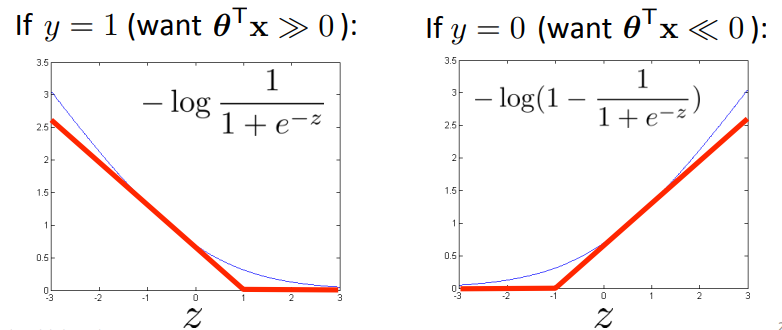 If y = 1 (want θᵀx ≫ 0):
3.5
3
2.5
2
1.5
1
0.5
0
-3 -2 -1 0 1 2 3
− log 1 / (1 + e^{−z})
z
If y = 0 (want θᵀx ≪ 0):
3.5
3
2.5
2
1.5
1
0.5
0
-3 -2 -1 0 1 2 3
− log(1 − 1 / (1 + e^{−z}))
z